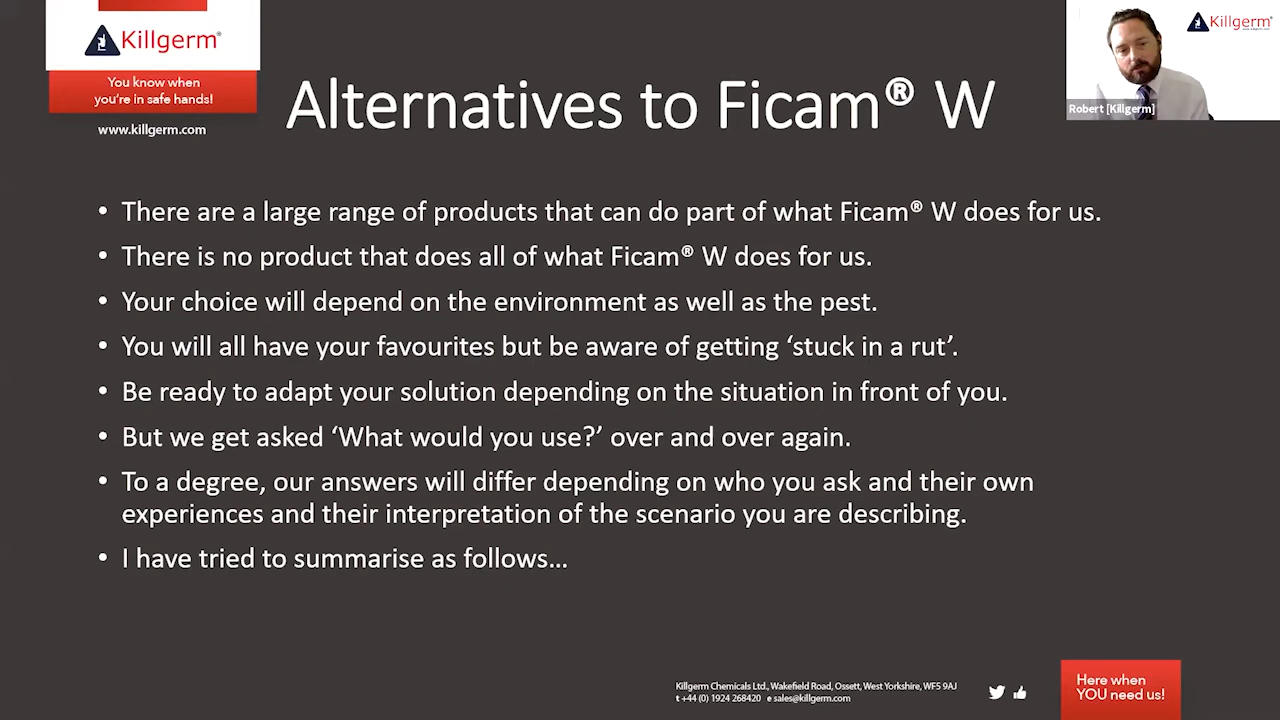 Killgerm®
You know when
you're in safe hands!
www.killgerm.com
Alternatives to Ficam® W
Killgerm®
Robert [Killgerm]
• There are a large range of products that can do part of what Ficam® W does for us.
• There is no product that does all of what Ficam® W does for us.
• Your choice will depend on the environment as well as the pest.
• You will all have your favourites but be aware of getting ‘stuck in a rut’.
• Be ready to adapt your solution depending on the situation in front of you.
• But we get asked ‘What would you use?’ over and over again.
• To a degree, our answers will differ depending on who you ask and their own
experiences and their interpretation of the scenario you are describing.
• I have tried to summarise as follows…
Killgerm Chemicals Ltd., Wakefield Road, Ossett, West Yorkshire, WF5 9AJ
t +44 (0) 1924 268420 e sales@killgerm.com
Here when
YOU need us!